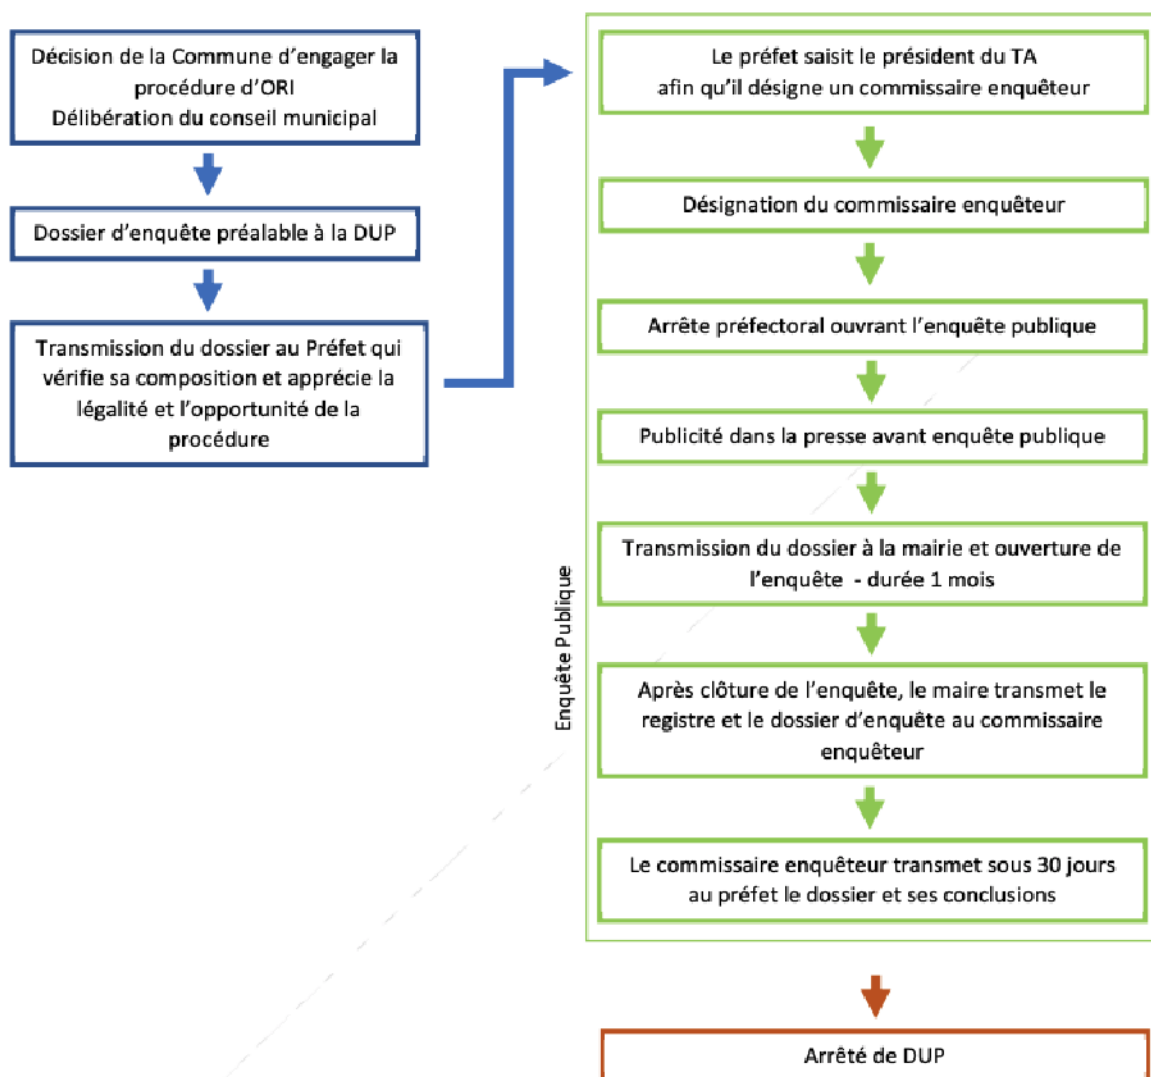 Décision de la Commune d'engager la
procédure d'ORI
Délibération du conseil municipal
Dossier d'enquête préalable à la DUP
Transmission du dossier au Préfet qui
vérifie sa composition et apprécie la
légalité et l'opportunité de la
procédure
Enquête Publique
Le préfet saisit le président du TA
afin qu'il désigne un commissaire enquêteur
Désignation du commissaire enquêteur
Arrête préfectoral ouvrant l'enquête publique
Publicité dans la presse avant enquête publique
Transmission du dossier à la mairie et ouverture de
l'enquête - durée 1 mois
Après clôture de l'enquête, le maire transmet le
registre et le dossier d'enquête au commissaire
enquêteur
Le commissaire enquêteur transmet sous 30 jours
au préfet le dossier et ses conclusions
Arrêté de DUP